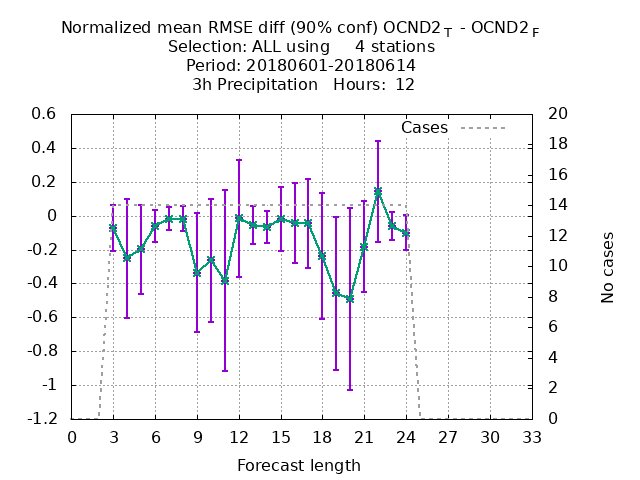 Normalized mean RMSE diff (90% conf) OCND2 T - OCND2 F
Selection: ALL using 4 stations
Period: 20180601-20180614
3h Precipitation Hours: 12
Cases
0.6
0.4
0.2
0
-0.2
-0.4
-0.6
-0.8
-1
-1.2
20
18
16
14
12
10
8
6
4
2
0
No cases
0 3 6 9 12 15 18 21 24 27 30 33
Forecast length